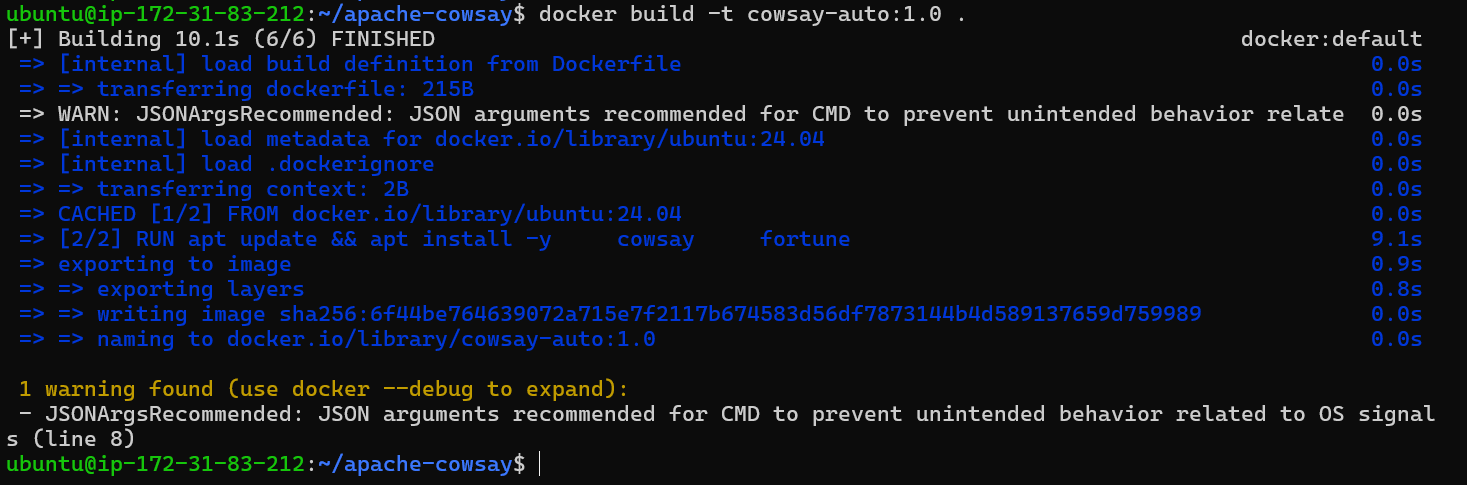 ubuntu@ip-172-31-83-212:~/apache-cowsay$ docker build -t cowsay-auto:1.0 .
[+] Building 10.1s (6/6) FINISHED                                                              docker:default
 => [internal] load build definition from Dockerfile                                                     0.0s
 => => transferring dockerfile: 215B                                                                     0.0s
 => WARN: JSONArgsRecommended: JSON arguments recommended for CMD to prevent unintended behavior relate  0.0s
 => [internal] load metadata for docker.io/library/ubuntu:24.04                                          0.0s
 => [internal] load .dockerignore                                                                        0.0s
 => => transferring context: 2B                                                                          0.0s
 => CACHED [1/2] FROM docker.io/library/ubuntu:24.04                                                     0.0s
 => [2/2] RUN apt update && apt install -y     cowsay     fortune                                        9.1s
 => exporting to image                                                                                   0.9s
 => => exporting layers                                                                                  0.8s
 => => writing image sha256:6f44be764639072a715e7f2117b674583d56df7873144b4d589137659d759989             0.0s
 => => naming to docker.io/library/cowsay-auto:1.0                                                       0.0s
 1 warning found (use docker --debug to expand):
 - JSONArgsRecommended: JSON arguments recommended for CMD to prevent unintended behavior related to OS signal
s (line 8)
ubuntu@ip-172-31-83-212:~/apache-cowsay$